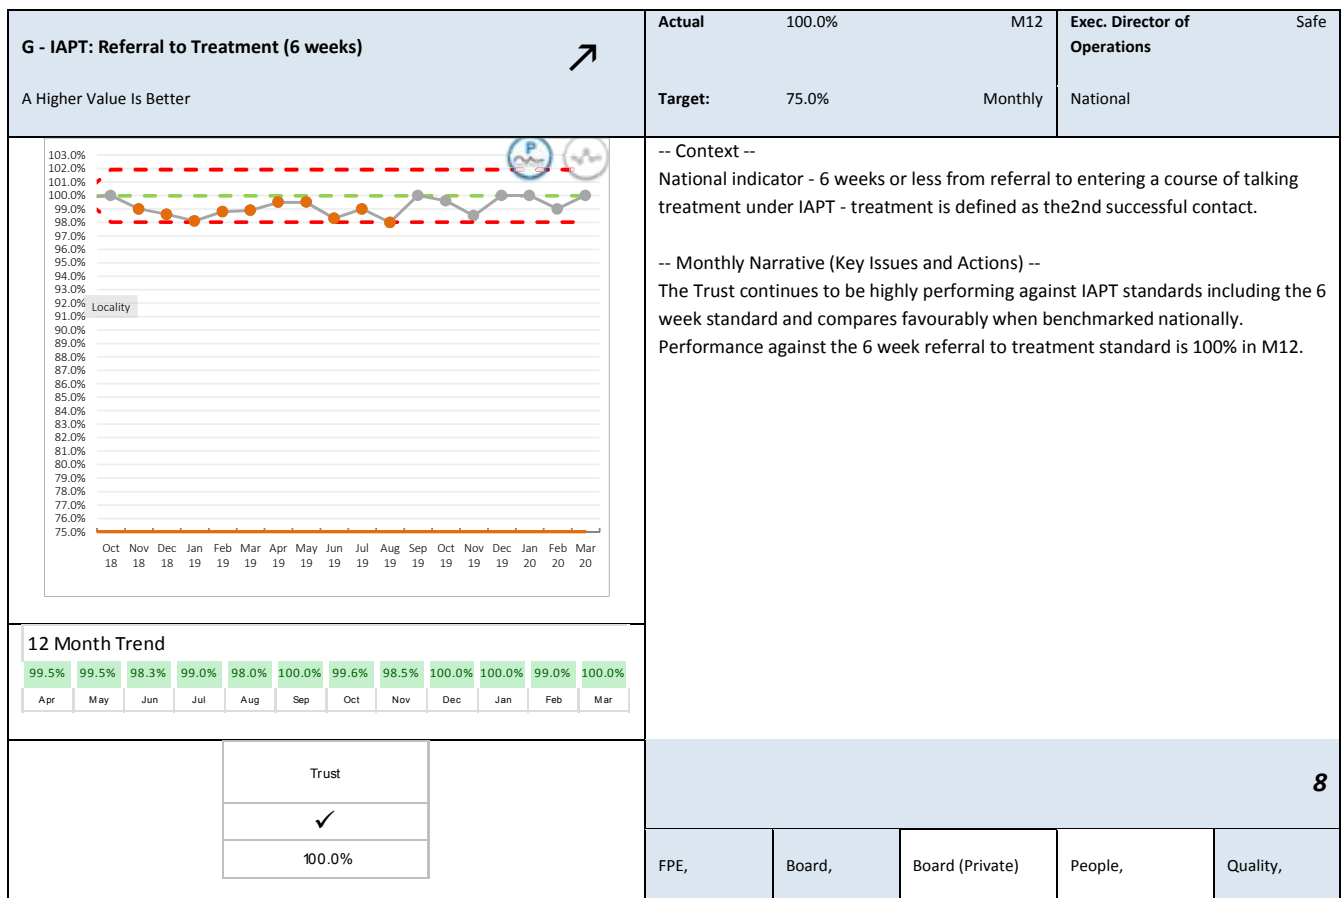 G - IAPT: Referral to Treatment (6 weeks)
A Higher Value Is Better
Actual 100.0% M12
Target: 75.0% Monthly
Exec. Director of Safe
Operations
National
P
103.0%
102.0%
101.0%
100.0%
99.0%
98.0%
97.0%
96.0%
95.0%
94.0%
93.0%
92.0%
91.0%
90.0%
89.0%
88.0%
87.0%
86.0%
85.0%
84.0%
83.0%
82.0%
81.0%
80.0%
79.0%
78.0%
77.0%
76.0%
75.0%
Locality
Oct Nov Dec Jan Feb Mar Apr May Jun Jul Aug Sep Oct Nov Dec Jan Feb Mar
18 18 18 19 19 19 19 19 19 19 19 19 19 19 19 20 20 20
-- Context --
National indicator - 6 weeks or less from referral to entering a course of talking
treatment under IAPT - treatment is defined as the2nd successful contact.
-- Monthly Narrative (Key Issues and Actions) --
The Trust continues to be highly performing against IAPT standards including the 6
week standard and compares favourably when benchmarked nationally.
Performance against the 6 week referral to treatment standard is 100% in M12.
12 Month Trend
99.5% 99.5% 98.3% 99.0% 98.0% 100.0% 99.6% 98.5% 100.0% 100.0% 99.0% 100.0%
Apr May Jun Jul Aug Sep Oct Nov Dec Jan Feb Mar
Trust
✓
100.0%
8
FPE, Board, Board (Private) People, Quality,